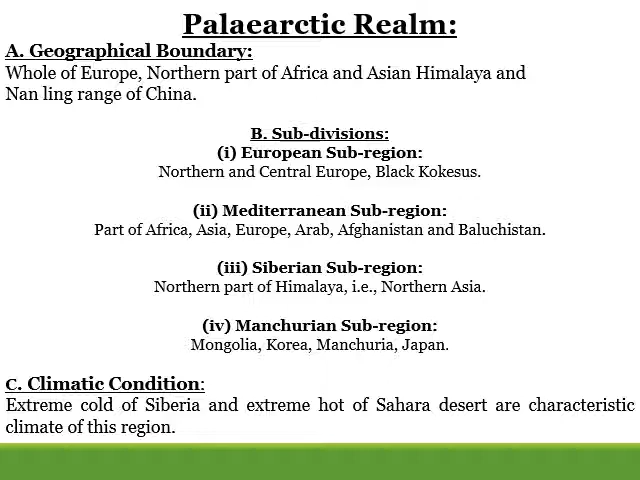 Palaearctic Realm:
A. Geographical Boundary:
Whole of Europe, Northern part of Africa and Asian Himalaya and
Nan ling range of China.
B. Sub-divisions:
(i) European Sub-region:
Northern and Central Europe, Black Kokesus.
(ii) Mediterranean Sub-region:
Part of Africa, Asia, Europe, Arab, Afghanistan and Baluchistan.
(iii) Siberian Sub-region:
Northern part of Himalaya, i.e., Northern Asia.
(iv) Manchurian Sub-region:
Mongolia, Korea, Manchuria, Japan.
C. Climatic Condition:
Extreme cold of Siberia and extreme hot of Sahara desert are characteristic
climate of this region.